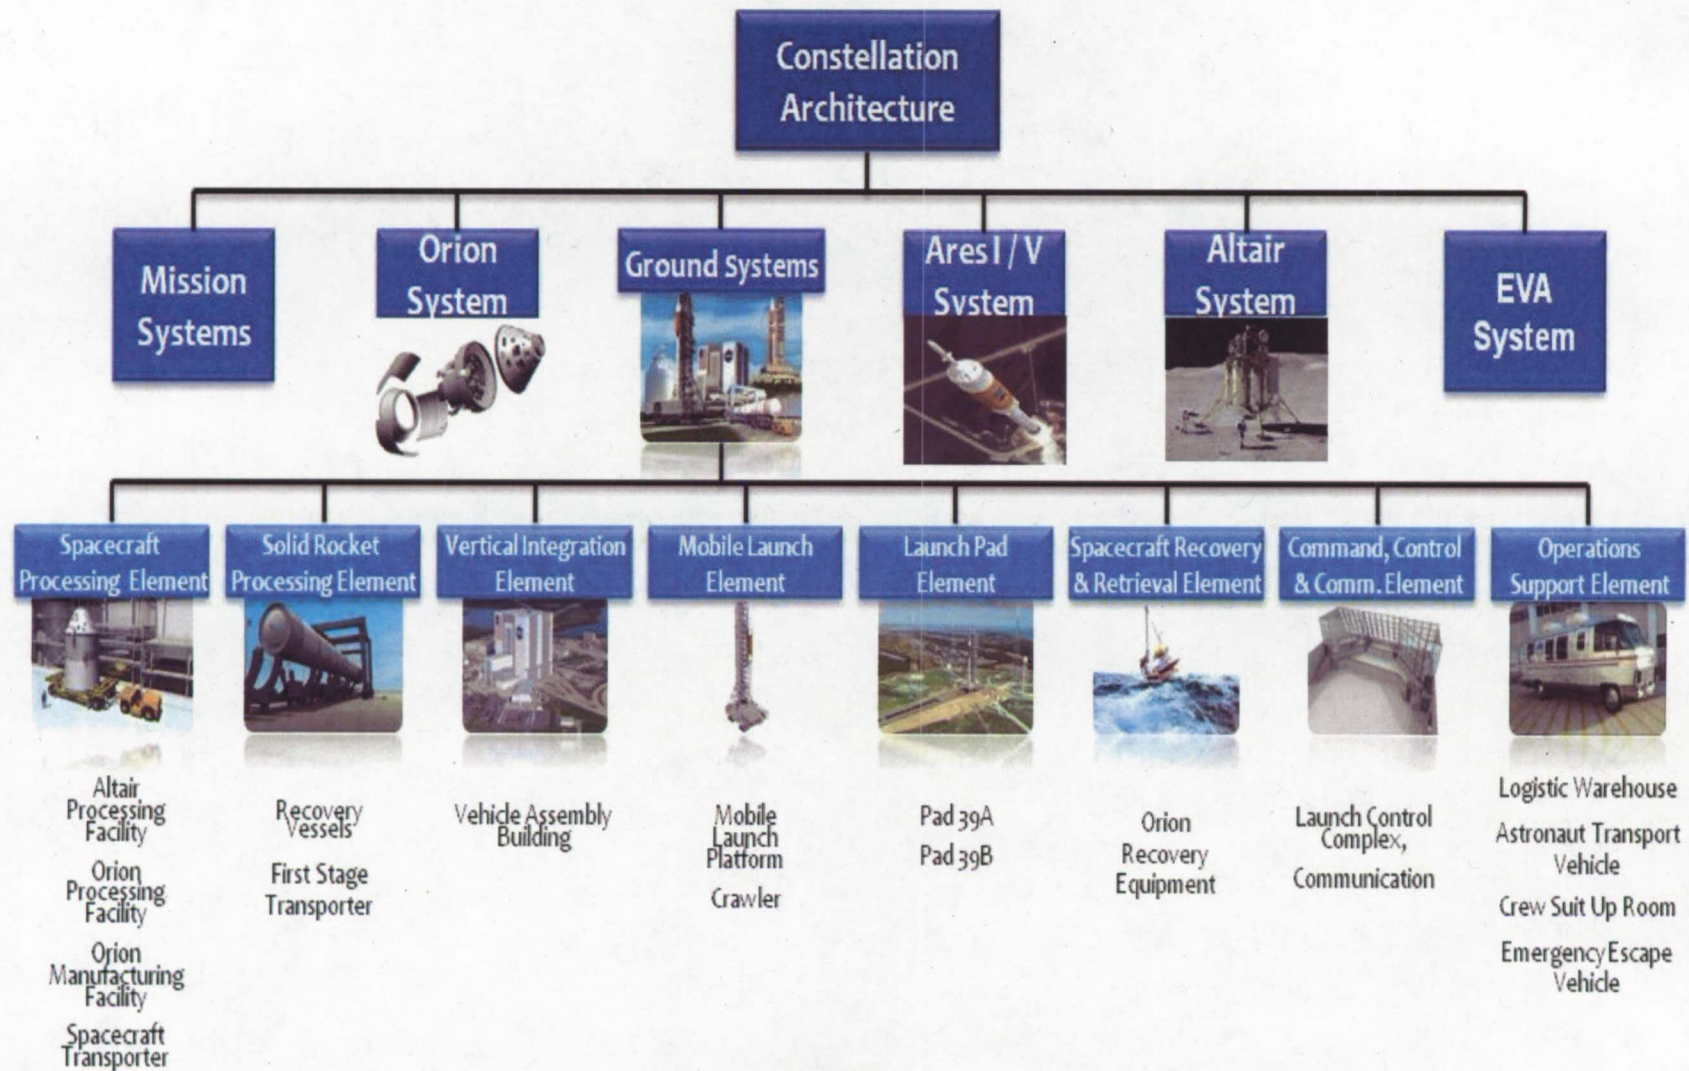 Constellation
Architecture
Mission
Systems
Orion
System
Ground Systems
Ares I / V
System
Altair
System
EVA
System
Spacecraft
Processing Element
Solid Rocket
Processing Element
Vertical Integration
Element
Mobile Launch
Element
Launch Pad
Element
Spacecraft Recovery
& Retrieval Element
Command, Control
& Comm. Element
Operations
Support Element
Altair
Processing
Facility
Orion
Processing
Facility
Orion
Manufacturing
Facility
Spacecraft
Transporter
Recovery
Vessels
First Stage
Transporter
Vehicle Assembly
Building
Mobile
Launch
Platform
Crawler
Pad 39A
Pad 39B
Orion
Recovery
Equipment
Launch Control
Complex,
Communication
Logistic Warehouse
Astronaut Transport
Vehicle
Crew Suit Up Room
Emergency Escape
Vehicle